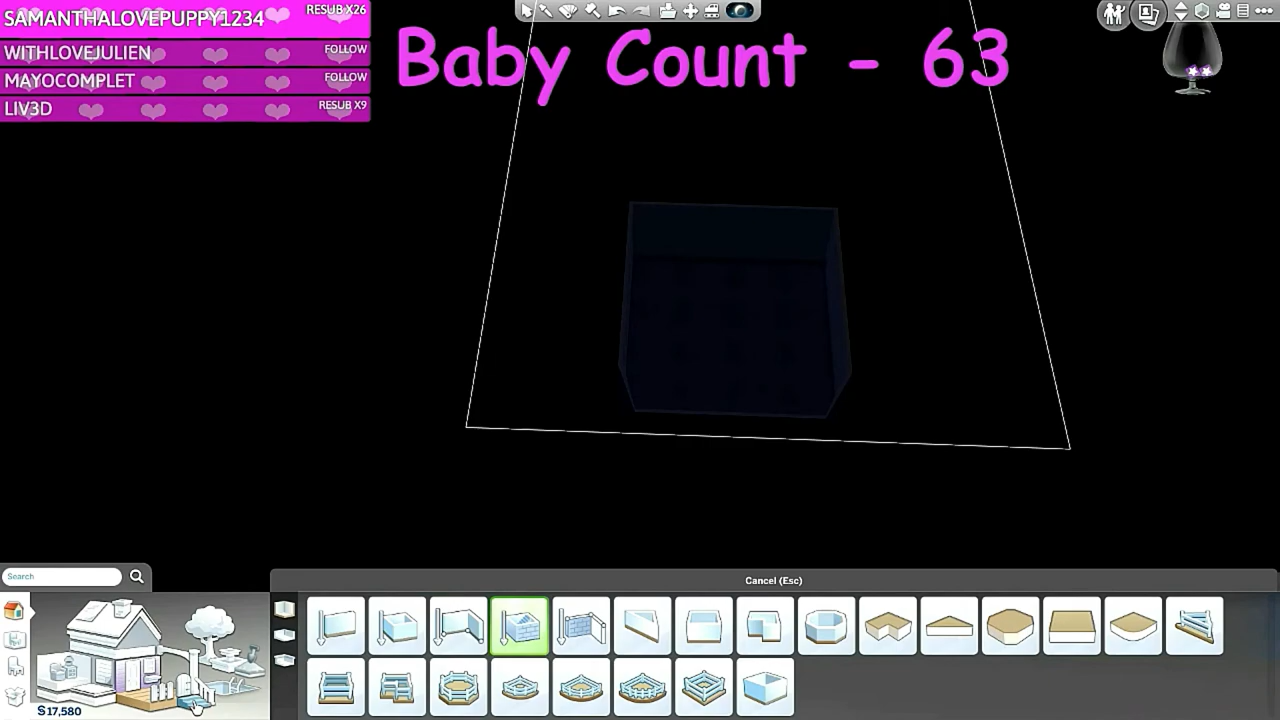 SAMANTHALOVEPUPPY1234 RESUB X26
WITHLOVEJULIEN FOLLOW
MAYOCOMPLET FOLLOW
LIV3D RESUB X9
Baby Count - 63
Cancel (Esc)
Search
$17,580